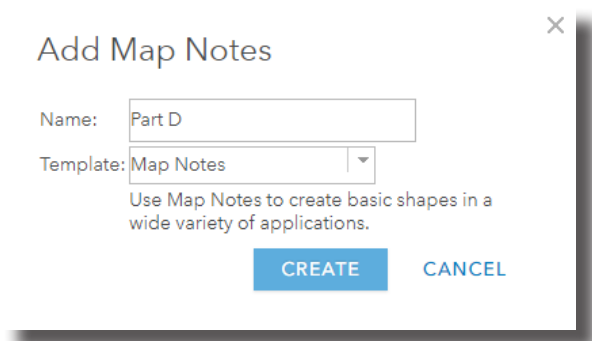 Add Map Notes
Name: Part D
Template: Map Notes
Use Map Notes to create basic shapes in a
wide variety of applications.
CREATE CANCEL